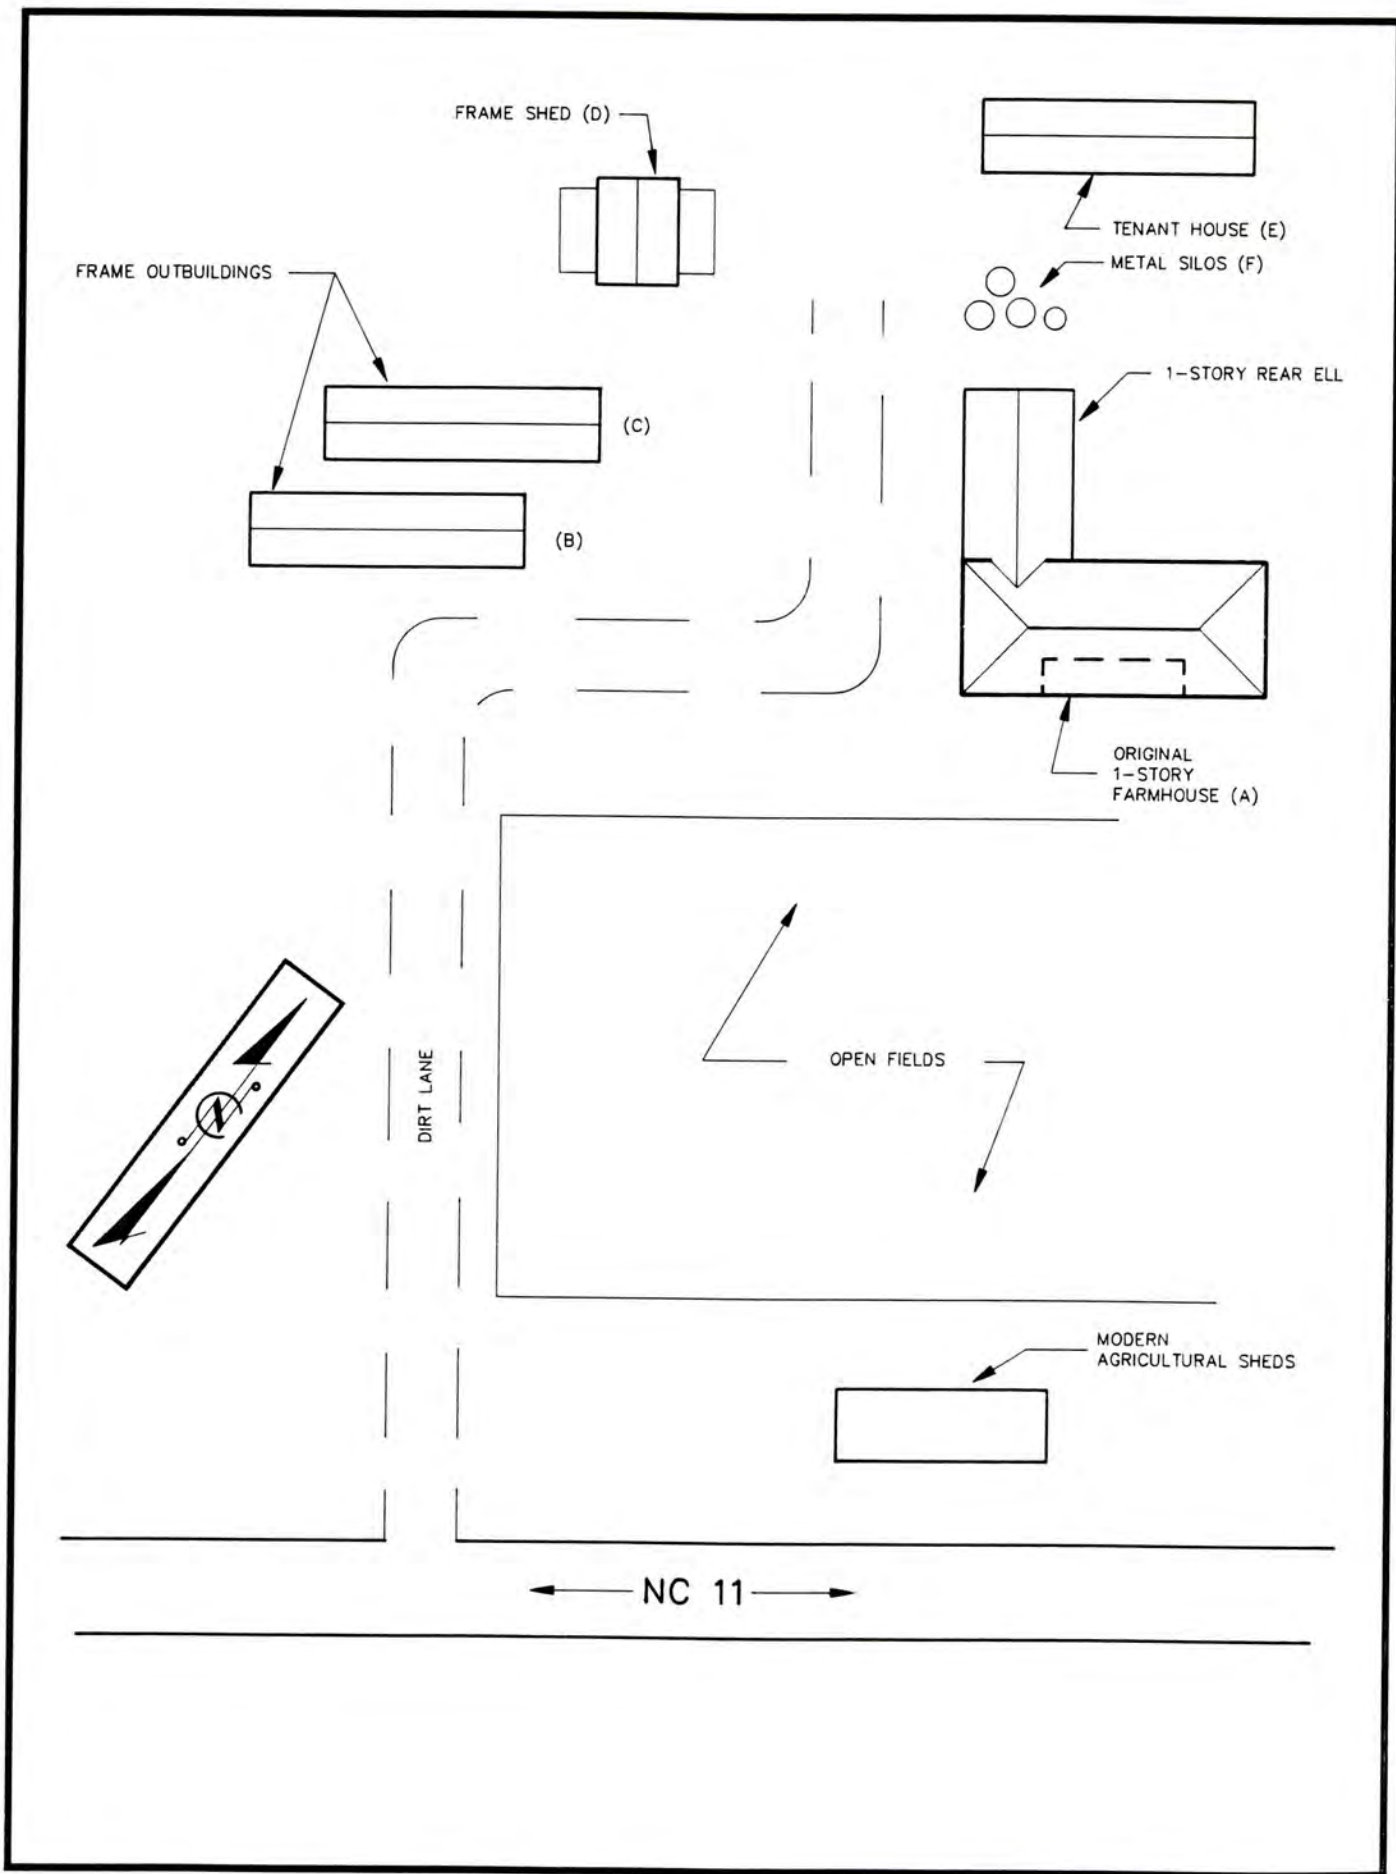 FRAME SHED (D)
TENANT HOUSE (E)
METAL SILOS (F)
FRAME OUTBUILDINGS
1-STORY REAR ELL
(C)
(B)
ORIGINAL
1-STORY
FARMHOUSE (A)
DIRT LANE
OPEN FIELDS
N
MODERN
AGRICULTURAL SHEDS
NC 11